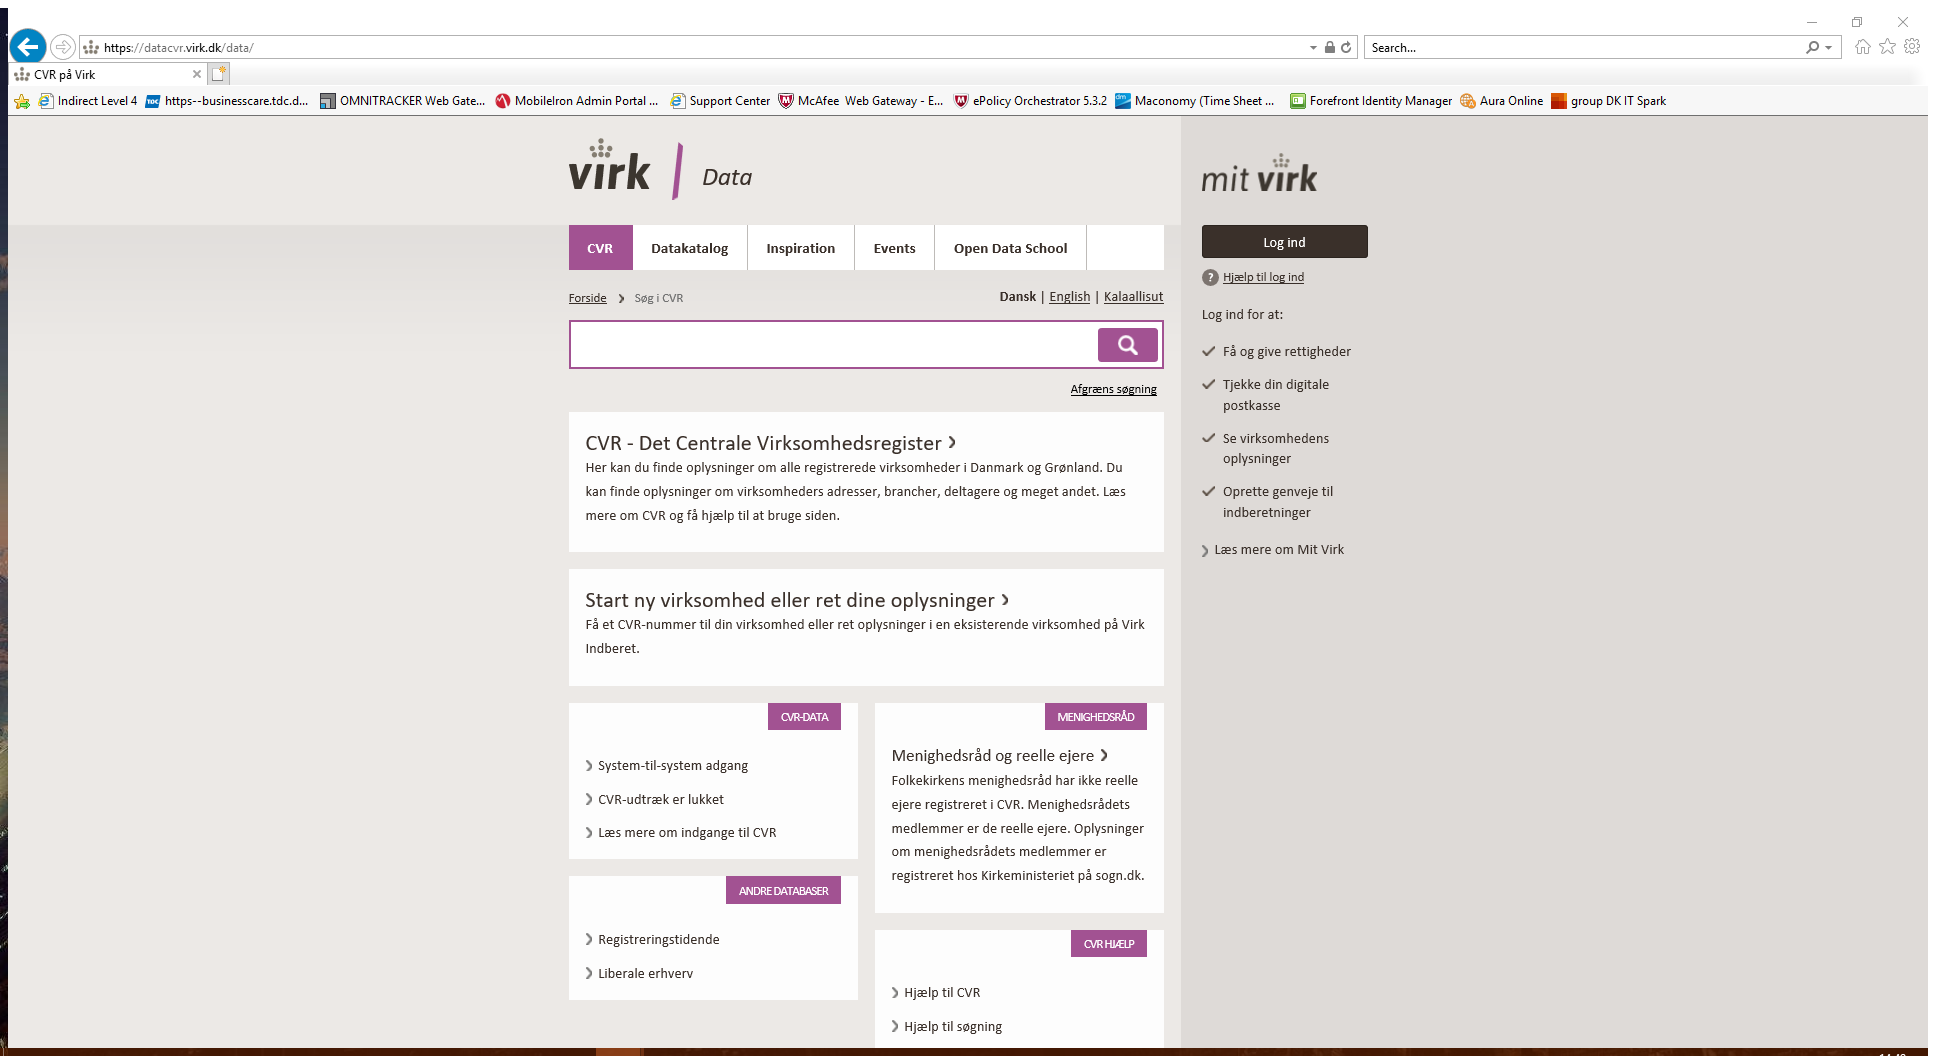 https://datacvr.virk.dk/data/
Search...
CVR på Virk
Indirect Level 4
TDC
https--businesscare.tdc.d...
OMNITRACKER Web Gate...
MobileIron Admin Portal ...
Support Center
McAfee Web Gateway - E...
ePolicy Orchestrator 5.3.2
dm
Maconomy (Time Sheet ...
Forefront Identity Manager
Aura Online
group DK IT Spark
virk Data
mit virk
CVR
Datakatalog
Inspiration
Events
Open Data School
Log ind
? Hjælp til log ind
Forside
Søg i CVR
Dansk | English | Kalaallisut
Log ind for at:
Få og give rettigheder
Tjekke din digitale
postkasse
Se virksomhedens
oplysninger
Oprette genveje til
indberetninger
Læs mere om Mit Virk
Afgræns søgning
CVR - Det Centrale Virksomhedsregister
Her kan du finde oplysninger om alle registrerede virksomheder i Danmark og Grønland. Du
kan finde oplysninger om virksomheders adresser, brancher, deltagere og meget andet. Læs
mere om CVR og få hjælp til at bruge siden.
Start ny virksomhed eller ret dine oplysninger
Få et CVR-nummer til din virksomhed eller ret oplysninger i en eksisterende virksomhed på Virk
Indberet.
CVR-DATA
System-til-system adgang
CVR-udtræk er lukket
Læs mere om indgange til CVR
ANDRE DATABASER
Registreringstidende
Liberale erhverv
MENIGHEDSRÅD
Menighedsråd og reelle ejere
Folkekirkens menighedsråd har ikke reelle
ejere registreret i CVR. Menighedsrådets
medlemmer er de reelle ejere. Oplysninger
om menighedsrådets medlemmer er
registreret hos Kirkeministeriet på sogn.dk.
CVR HJÆLP
Hjælp til CVR
Hjælp til søgning